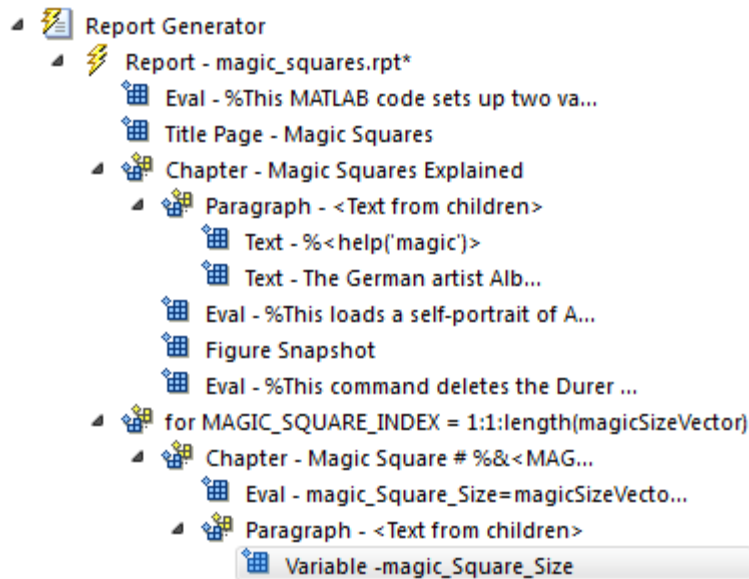 Report Generator
Report - magic_squares.rpt*
Eval - %This MATLAB code sets up two va...
Title Page - Magic Squares
Chapter - Magic Squares Explained
Paragraph - <Text from children>
Text - %<help('magic')>
Text - The German artist Alb...
Eval - %This loads a self-portrait of A...
Figure Snapshot
Eval - %This command deletes the Durer ...
for MAGIC_SQUARE_INDEX = 1:1:length(magicSizeVector)
Chapter - Magic Square # %&<MAG...
Eval - magic_Square_Size=magicSizeVecto...
Paragraph - <Text from children>
Variable -magic_Square_Size